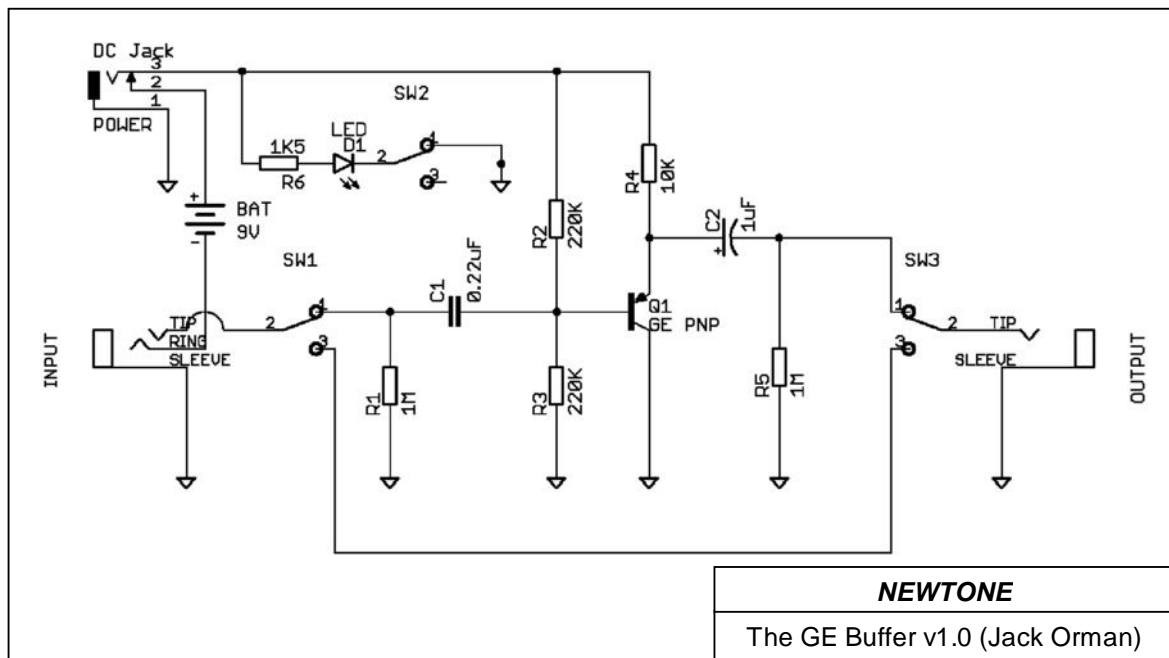 DC Jack
3
2
1
POWER
SW2
LED
D1
1K5
R6
2
1
3
R4
10K
+
BAT
9V
-
R2
220K
C2
1uF
+
SW1
C1
0.22uF
SW3
1
2
3
Q1
GE PNP
1
2
3
TIP
RING
SLEEVE
INPUT
TIP
SLEEVE
OUTPUT
R1
1M
R3
220K
R5
1M
NEWTONE
The GE Buffer v1.0 (Jack Orman)